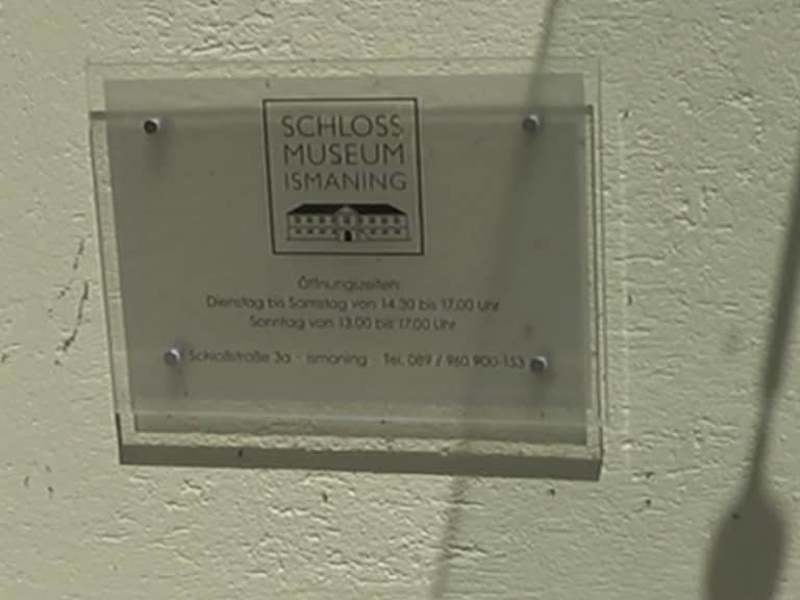 SCHLOSS
MUSEUM
ISMANING
Öffnungszeiten:
Dienstag bis Samstag von 14.30 bis 17.00 Uhr
Sonntag von 13.00 bis 17.00 Uhr
Schloßstraße 3a · Ismaning · Tel. 089 / 960 900-153